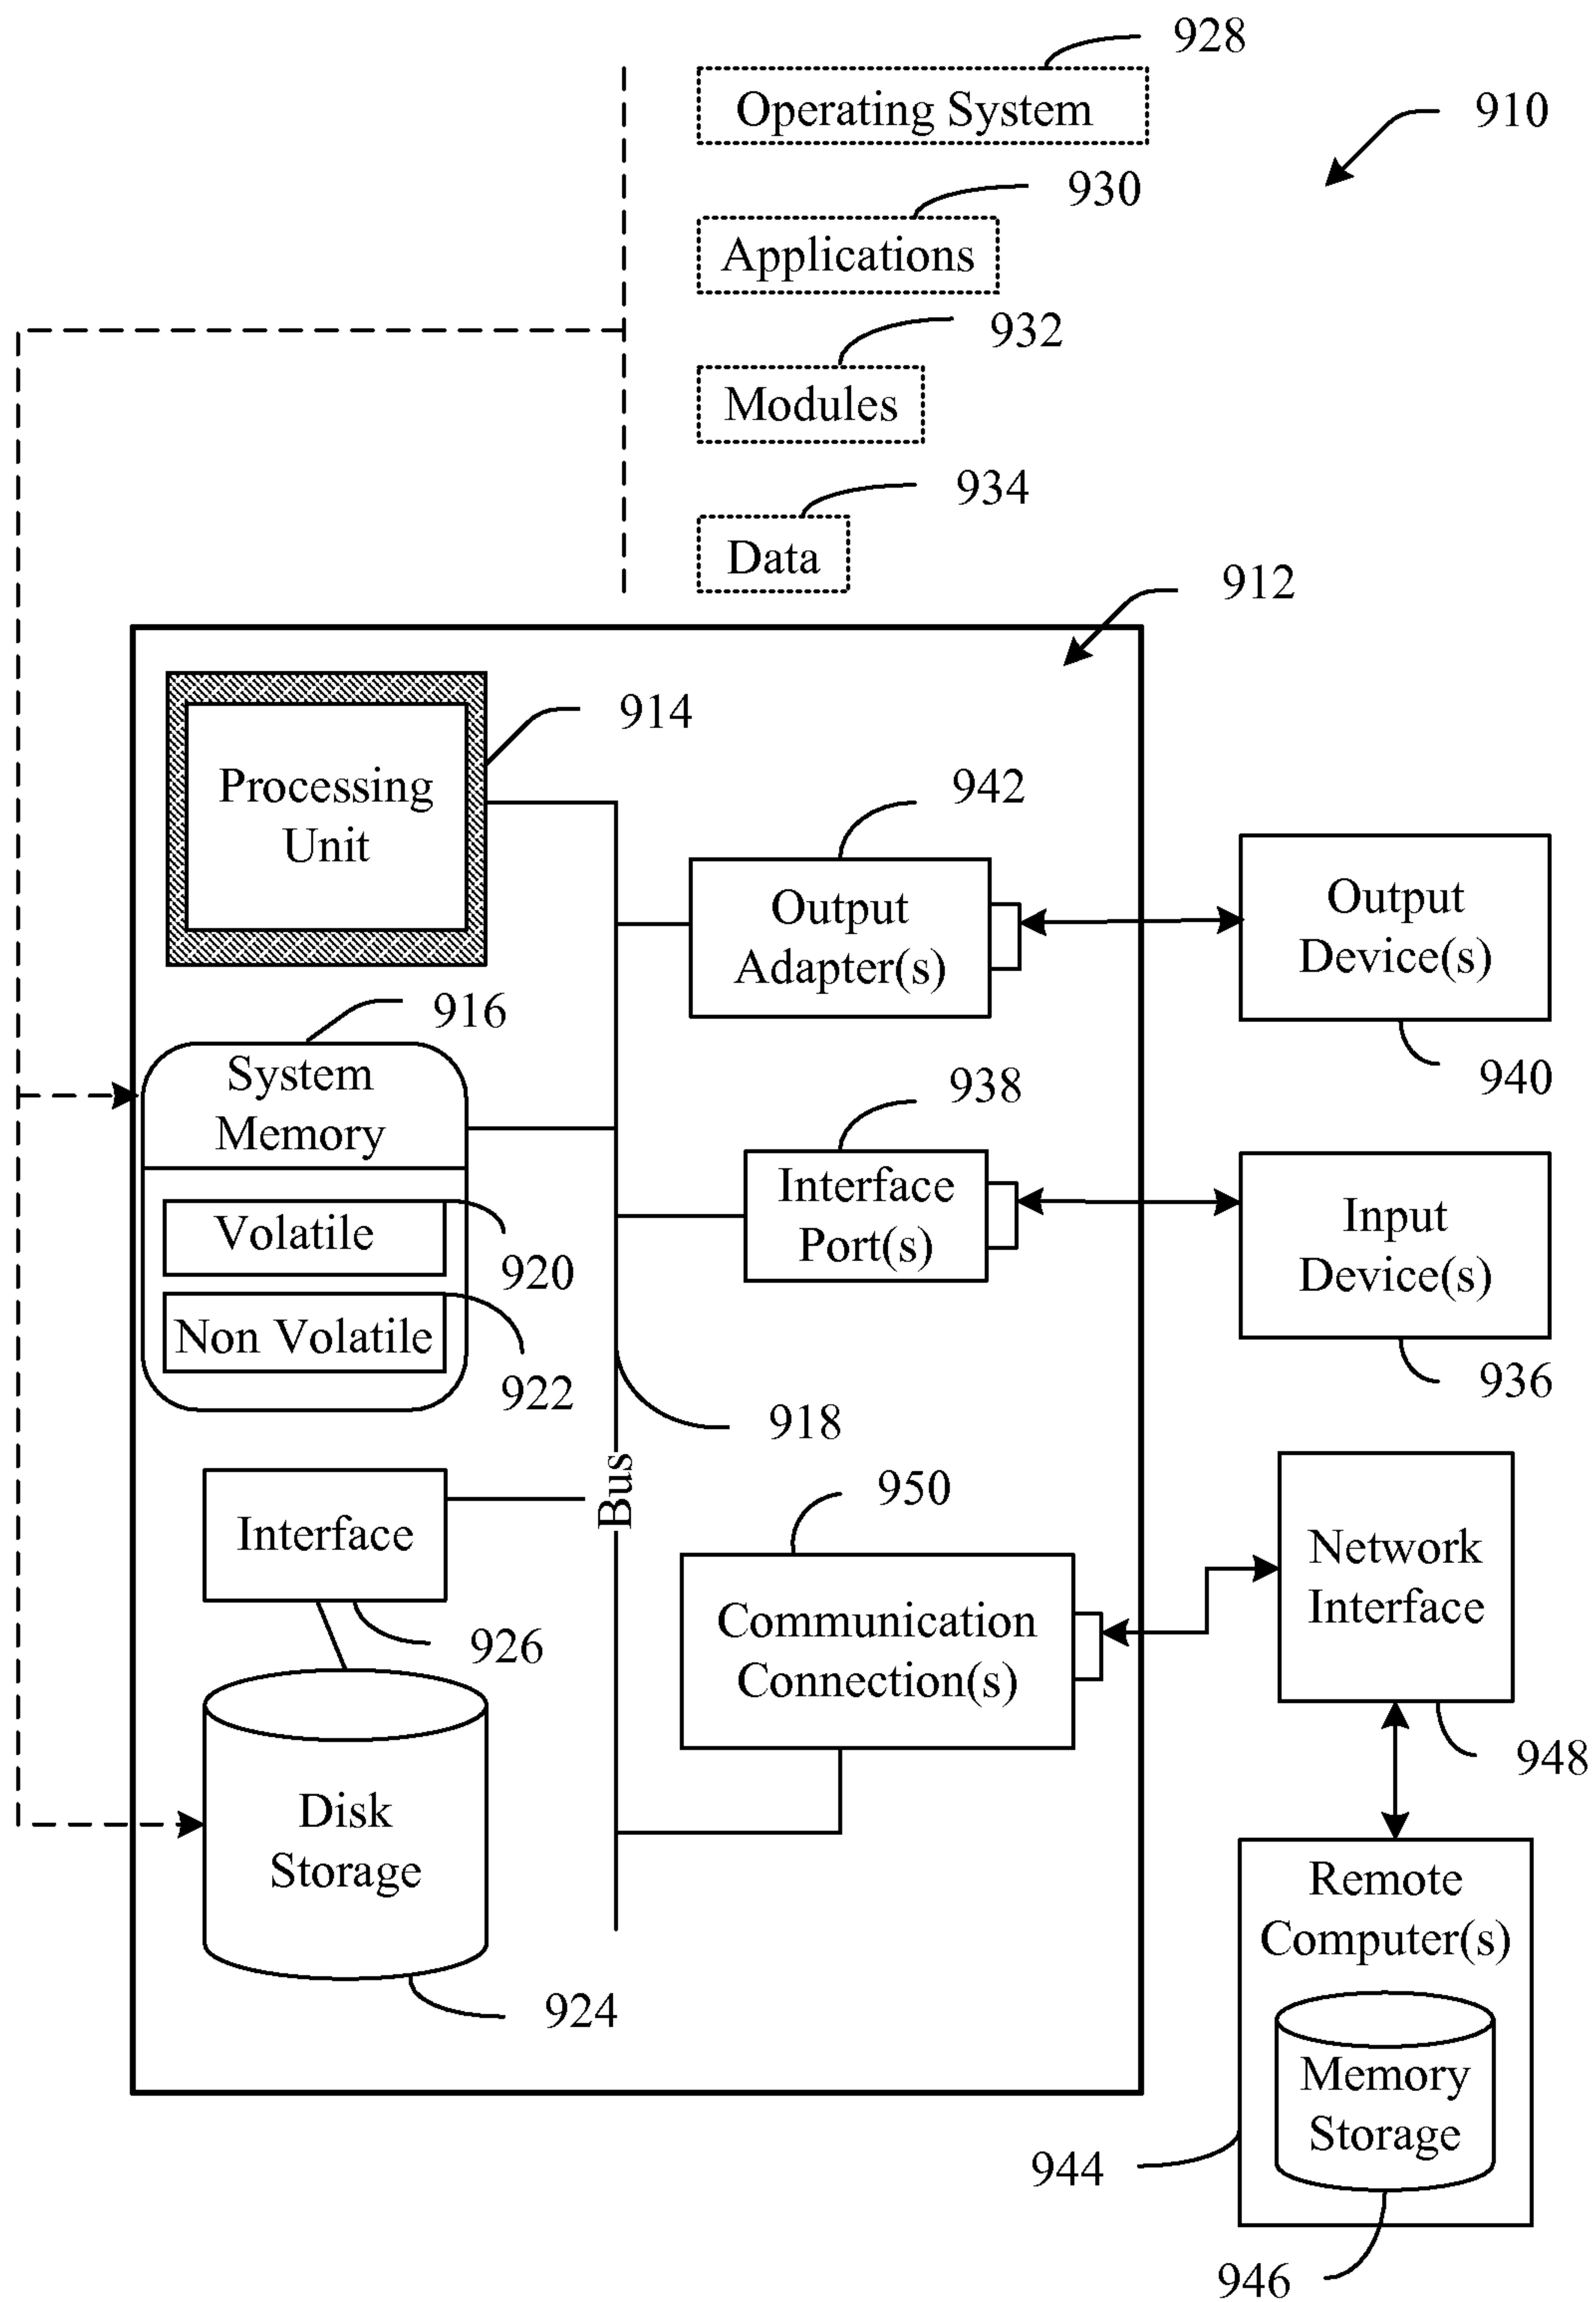 928
Operating System
910
930
Applications
932
Modules
934
Data
912
914
Processing
Unit
942
Output
Adapter(s)
Output
Device(s)
940
916
System
Memory
938
Interface
Port(s)
Input
Device(s)
936
Volatile
920
Non Volatile
922
918
Bus
950
Interface
926
Communication
Connection(s)
Network
Interface
948
Disk
Storage
924
Remote
Computer(s)
Memory
Storage
944
946